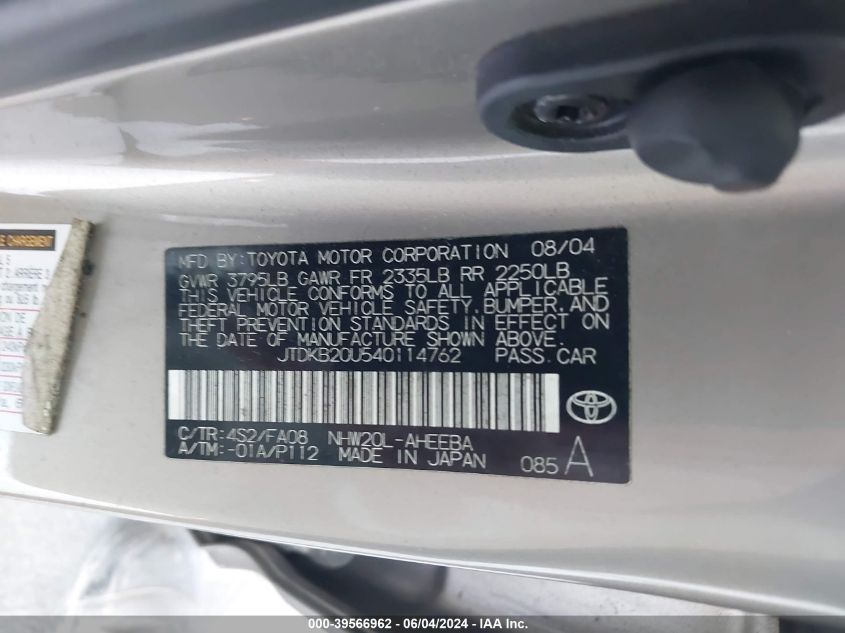 MFD BY: TOYOTA MOTOR CORPORATION 08/04
GVWR 3795LB GAWR FR 2335LB RR 2250LB
THIS VEHICLE CONFORMS TO ALL APPLICABLE
FEDERAL MOTOR VEHICLE SAFETY, BUMPER, AND
THEFT PREVENTION STANDARDS IN EFFECT ON
THE DATE OF MANUFACTURE SHOWN ABOVE.
JTDKB20U540114762 PASS. CAR
C/TR: 4S2/FA08 NHW20L-AHEEBA
A/TM: -01A/P112 MADE IN JAPAN 085 A
CHARGEMENT
ARRIÈRE
chargement
000-39566962 - 06/04/2024 - IAA Inc.